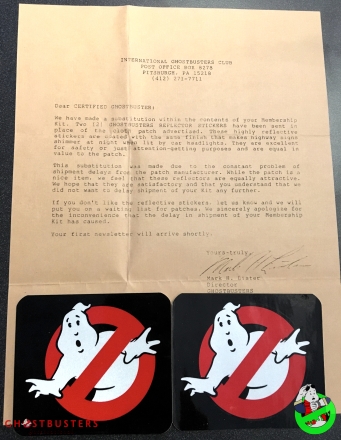 INTERNATIONAL GHOSTBUSTERS CLUB
POST OFFICE BOX 8278
PITTSBURGH, PA 15218
(412) 271-7711
Dear CERTIFIED GHOSTBUSTER:
We have made a substitution within the contents of your Membership
Kit. Two (2) GHOSTBUSTERS REFLECTOR STICKERS have been sent in
place of the cloth patch advertised. These highly reflective
stickers are coated with the same finish that makes highway signs
shimmer at night when lit by car headlights. They are excellent
for safety or just attention-getting purposes and are equal in
value to the patch.
This substitution was made due to the constant problem of
shipment delays from the patch manufacturer. While the patch is a
nice item, we feel that these reflectors are equally attractive.
We hope that they are satisfactory and that you understand that we
did not want to delay shipment of your Kit any further.
If you don't like the reflective stickers, let us know and we will
put you on a waiting list for patches. We sincerely apologize for
the inconvenience that the delay in shipment of your Membership
Kit has caused.
Your first newsletter will arrive shortly.
Yours truly,
Mark H. Lister
Director
GHOSTBUSTERS
GHOSTBUSTERS